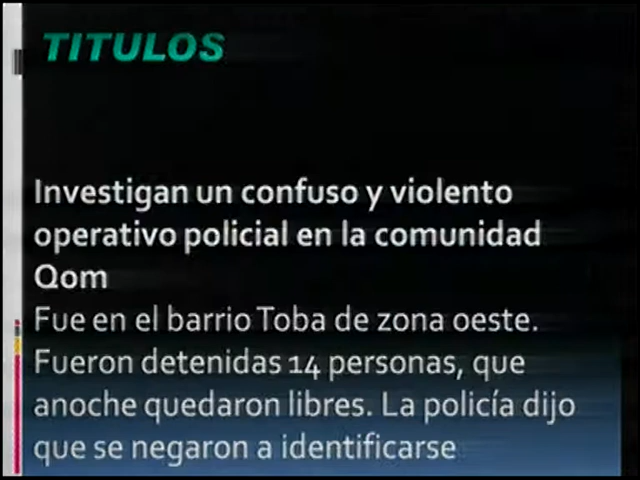 TITULOS
Investigan un confuso y violento
operativo policial en la comunidad
Qom
Fue en el barrio Toba de zona oeste.
Fueron detenidas 14 personas, que
anoche quedaron libres. La policía dijo
que se negaron a identificarse